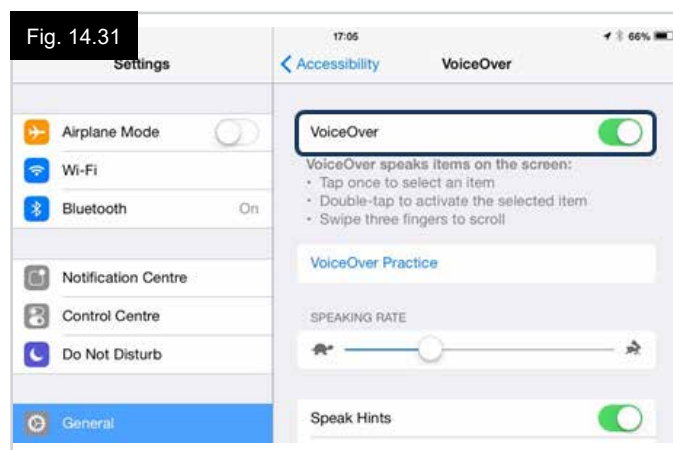 Fig. 14.31
17:05
66%
Settings
Accessibility
VoiceOver
Airplane Mode
Wi-Fi
Bluetooth
On
Notification Centre
Control Centre
Do Not Disturb
General
VoiceOver
VoiceOver speaks items on the screen:
• Tap once to select an item
• Double-tap to activate the selected item
• Swipe three fingers to scroll
VoiceOver Practice
SPEAKING RATE
Speak Hints